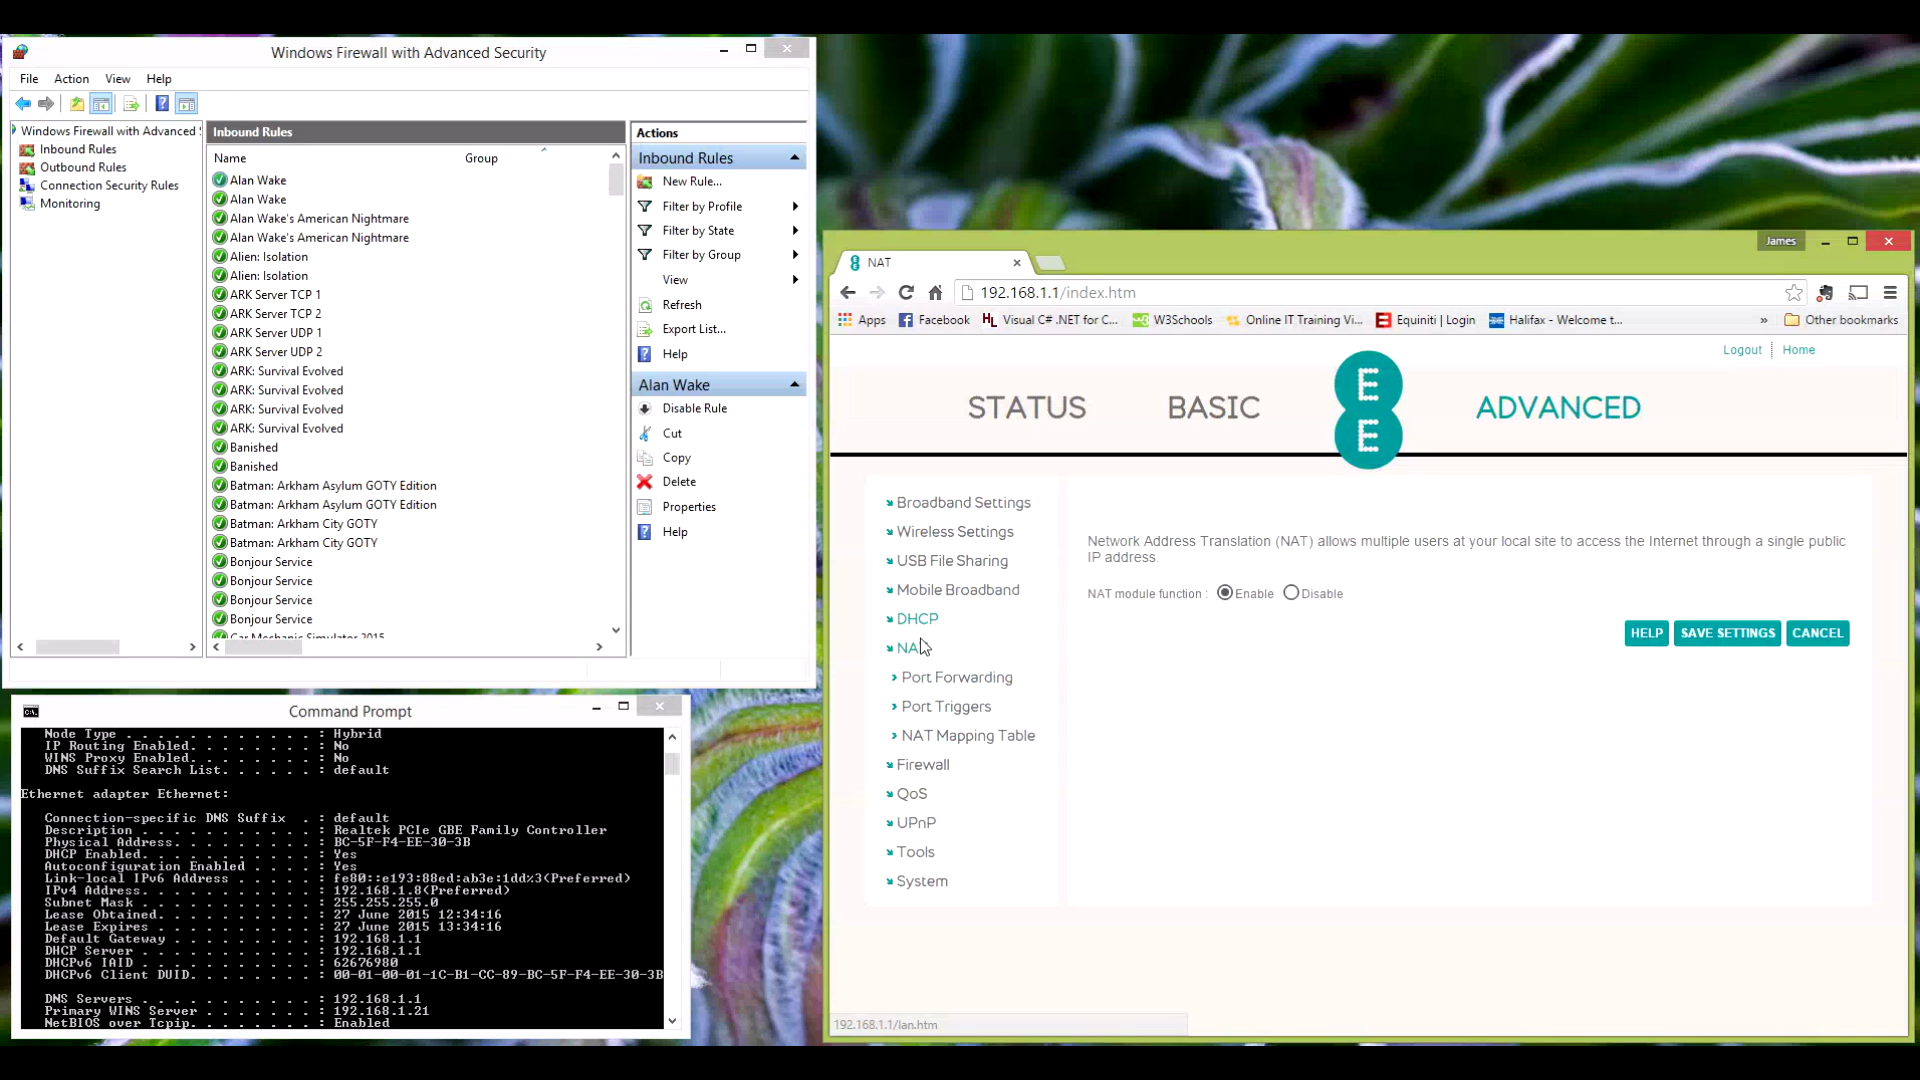 Windows Firewall with Advanced Security
File Action View Help
Windows Firewall with Advanced S
Inbound Rules
Outbound Rules
Connection Security Rules
Monitoring
Inbound Rules
Name Group
Alan Wake
Alan Wake
Alan Wake's American Nightmare
Alan Wake's American Nightmare
Alien: Isolation
Alien: Isolation
ARK Server TCP 1
ARK Server TCP 2
ARK Server UDP 1
ARK Server UDP 2
ARK: Survival Evolved
ARK: Survival Evolved
ARK: Survival Evolved
ARK: Survival Evolved
Banished
Banished
Batman: Arkham Asylum GOTY Edition
Batman: Arkham Asylum GOTY Edition
Batman: Arkham City GOTY
Batman: Arkham City GOTY
Bonjour Service
Bonjour Service
Bonjour Service
Bonjour Service
Car Mechanic Simulator 2015
Actions
Inbound Rules
New Rule...
Filter by Profile
Filter by State
Filter by Group
View
Refresh
Export List...
Help
Alan Wake
Disable Rule
Cut
Copy
Delete
Properties
Help
Command Prompt
Node Type . . . . . . . . . . . . : Hybrid
IP Routing Enabled. . . . . . . . : No
WINS Proxy Enabled. . . . . . . . : No
DNS Suffix Search List. . . . . . : default
Ethernet adapter Ethernet:
Connection-specific DNS Suffix . : default
Description . . . . . . . . . . . : Realtek PCIe GBE Family Controller
Physical Address. . . . . . . . . : BC-5F-F4-EE-30-3B
DHCP Enabled. . . . . . . . . . . : Yes
Autoconfiguration Enabled . . . . : Yes
Link-local IPv6 Address . . . . . : fe80::e193:88ed:ab3e:1dd%3(Preferred)
IPv4 Address. . . . . . . . . . . : 192.168.1.8(Preferred)
Subnet Mask . . . . . . . . . . . : 255.255.255.0
Lease Obtained. . . . . . . . . . : 27 June 2015 12:34:16
Lease Expires . . . . . . . . . . : 27 June 2015 13:34:16
Default Gateway . . . . . . . . . : 192.168.1.1
DHCP Server . . . . . . . . . . . : 192.168.1.1
DHCPv6 IAID . . . . . . . . . . . : 62676980
DHCPv6 Client DUID. . . . . . . . : 00-01-00-01-1C-B1-CC-89-BC-5F-F4-EE-30-3B
DNS Servers . . . . . . . . . . . : 192.168.1.1
Primary WINS Server . . . . . . . : 192.168.1.21
NetBIOS over Tcpip. . . . . . . . : Enabled
James
NAT
192.168.1.1/index.htm
Apps Facebook Visual C# .NET for C... W3Schools Online IT Training Vi... Equiniti | Login Halifax - Welcome t... » Other bookmarks
Logout Home
STATUS BASIC EE ADVANCED
Broadband Settings
Wireless Settings
USB File Sharing
Mobile Broadband
DHCP
NA
Port Forwarding
Port Triggers
NAT Mapping Table
Firewall
QoS
UPnP
Tools
System
Network Address Translation (NAT) allows multiple users at your local site to access the Internet through a single public
IP address.
NAT module function : Enable Disable
HELP SAVE SETTINGS CANCEL
192.168.1.1/lan.htm